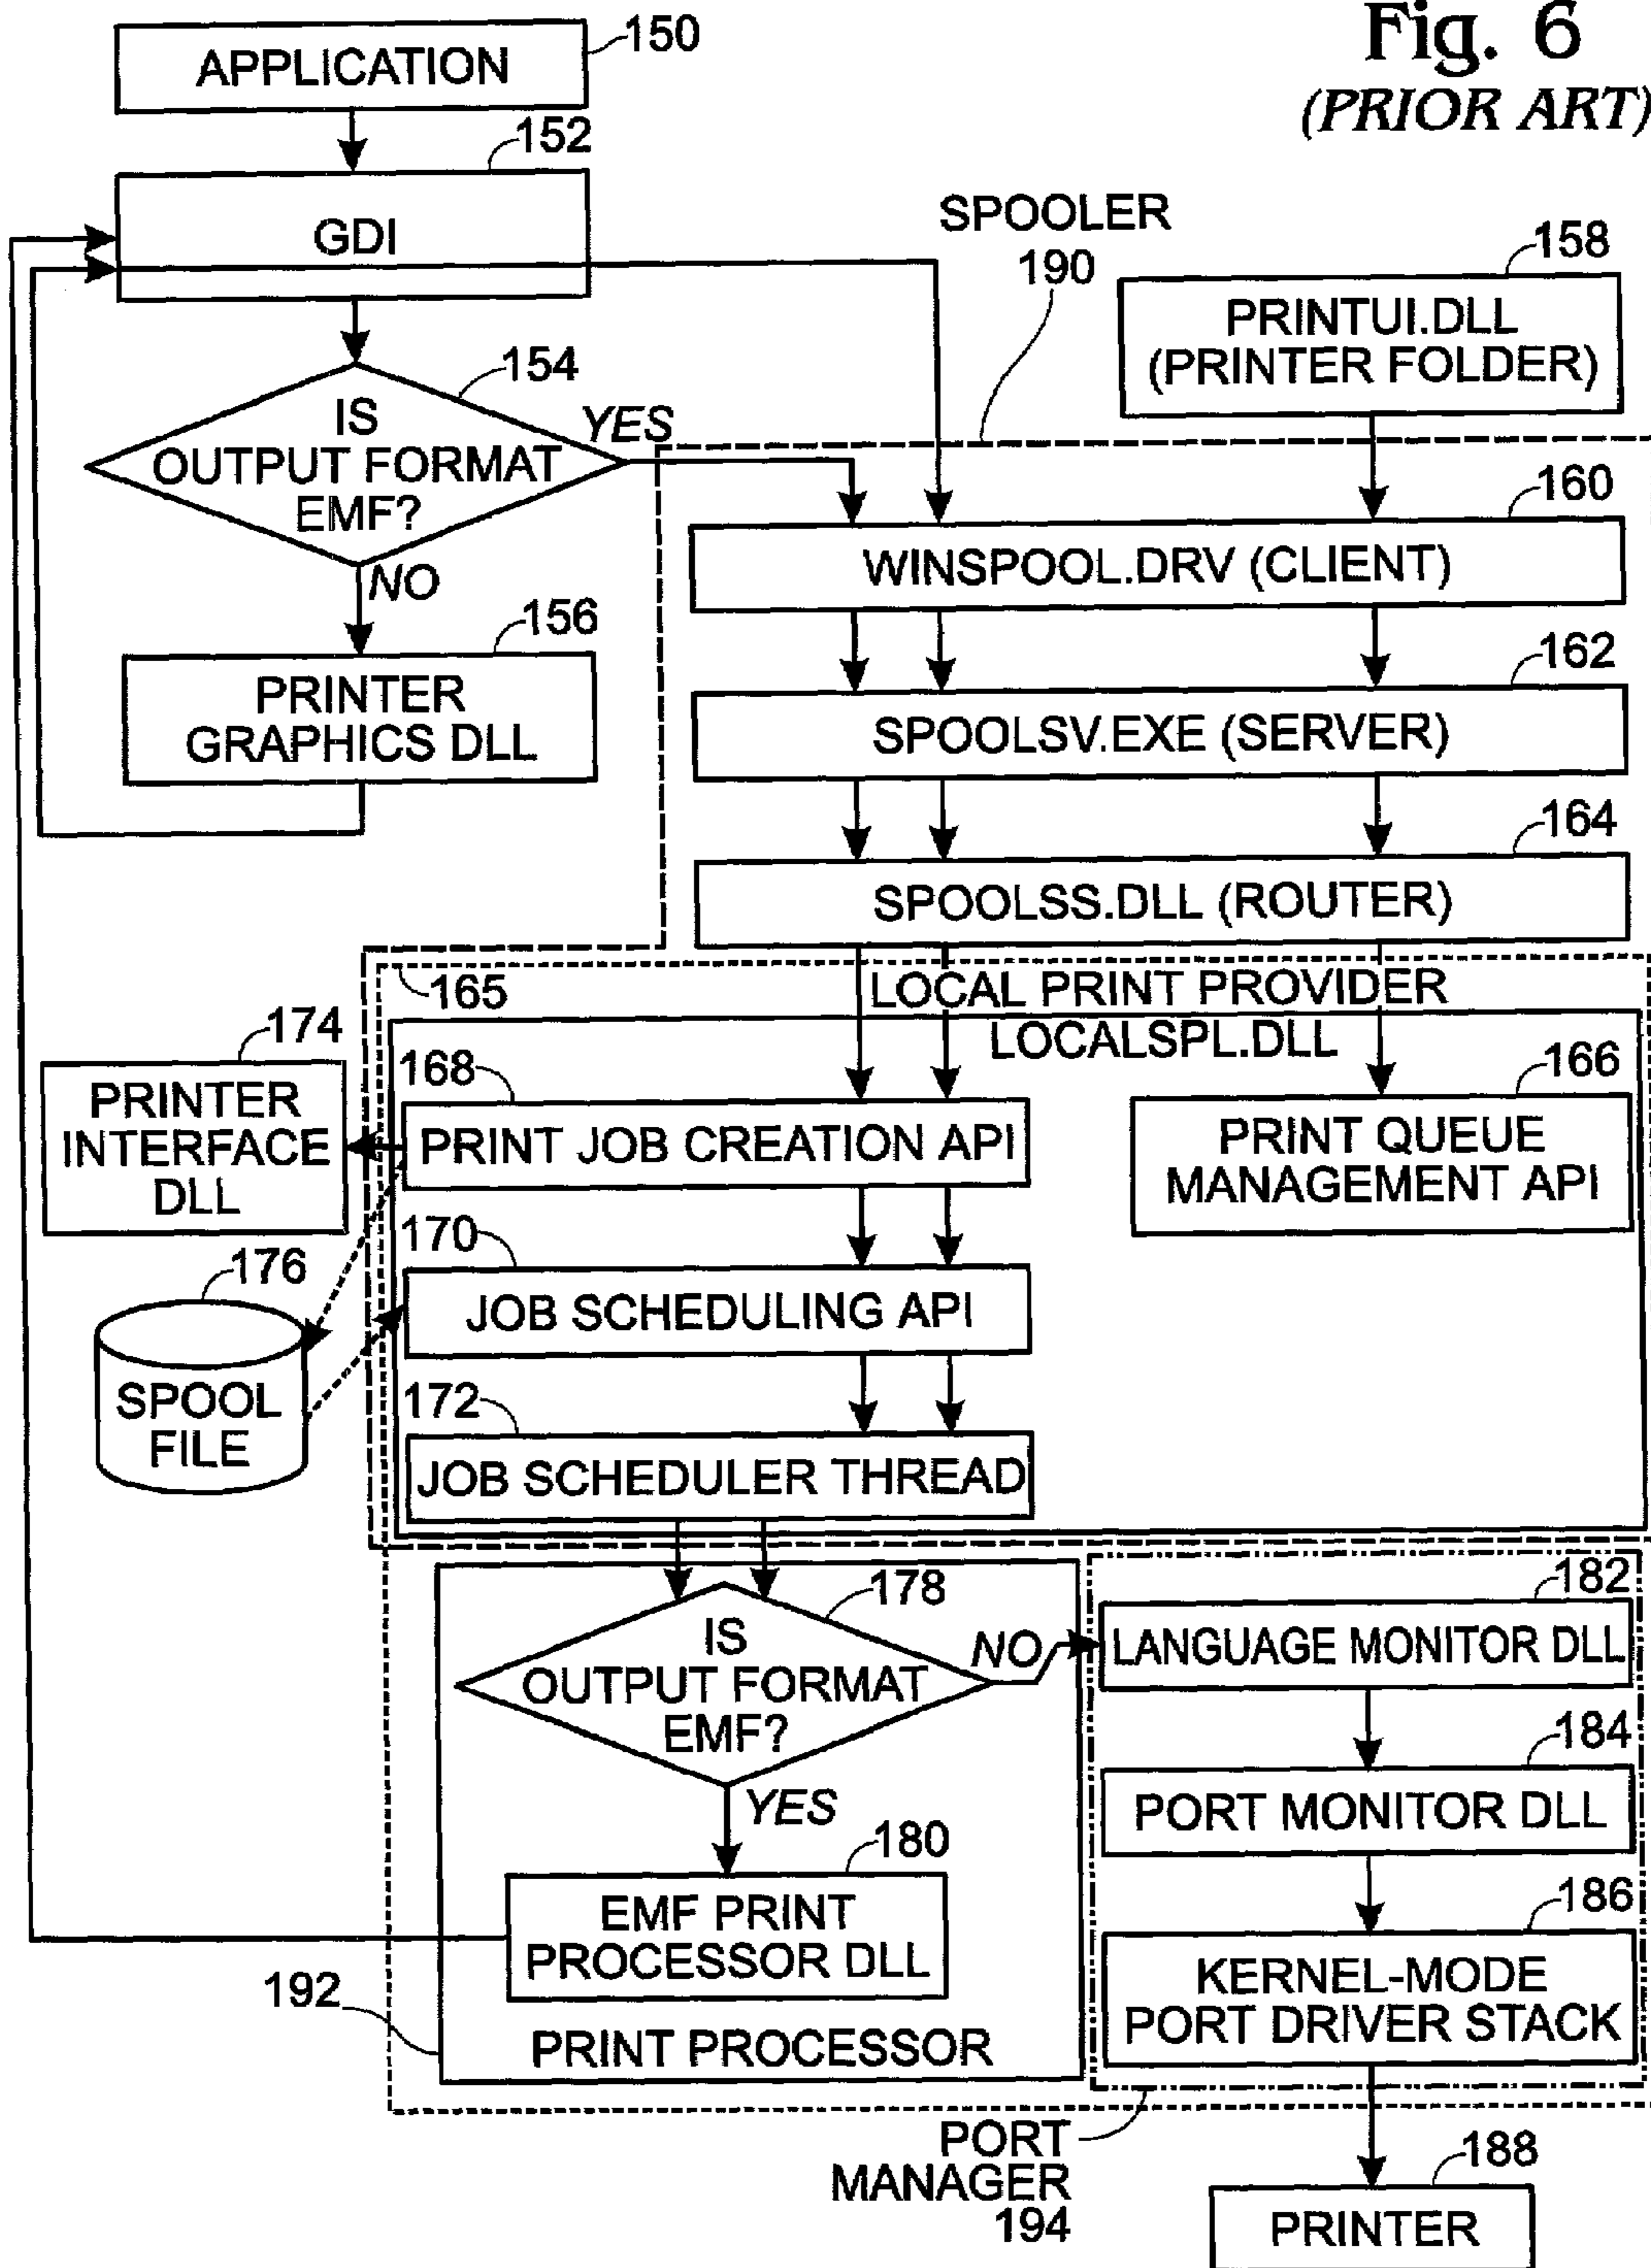 Fig. 6
(PRIOR ART)
150
APPLICATION
152
GDI
SPOOLER
190
158
PRINTUI.DLL
(PRINTER FOLDER)
154
IS
OUTPUT FORMAT
EMF?
YES
NO
160
WINSPOOL.DRV (CLIENT)
156
PRINTER
GRAPHICS DLL
162
SPOOLSV.EXE (SERVER)
164
SPOOLSS.DLL (ROUTER)
165
LOCAL PRINT PROVIDER
LOCALSPL.DLL
174
PRINTER
INTERFACE
DLL
168
PRINT JOB CREATION API
166
PRINT QUEUE
MANAGEMENT API
176
SPOOL
FILE
170
JOB SCHEDULING API
172
JOB SCHEDULER THREAD
178
IS
OUTPUT FORMAT
EMF?
NO
YES
182
LANGUAGE MONITOR DLL
184
PORT MONITOR DLL
180
EMF PRINT
PROCESSOR DLL
186
KERNEL-MODE
PORT DRIVER STACK
192
PRINT PROCESSOR
PORT
MANAGER
194
188
PRINTER